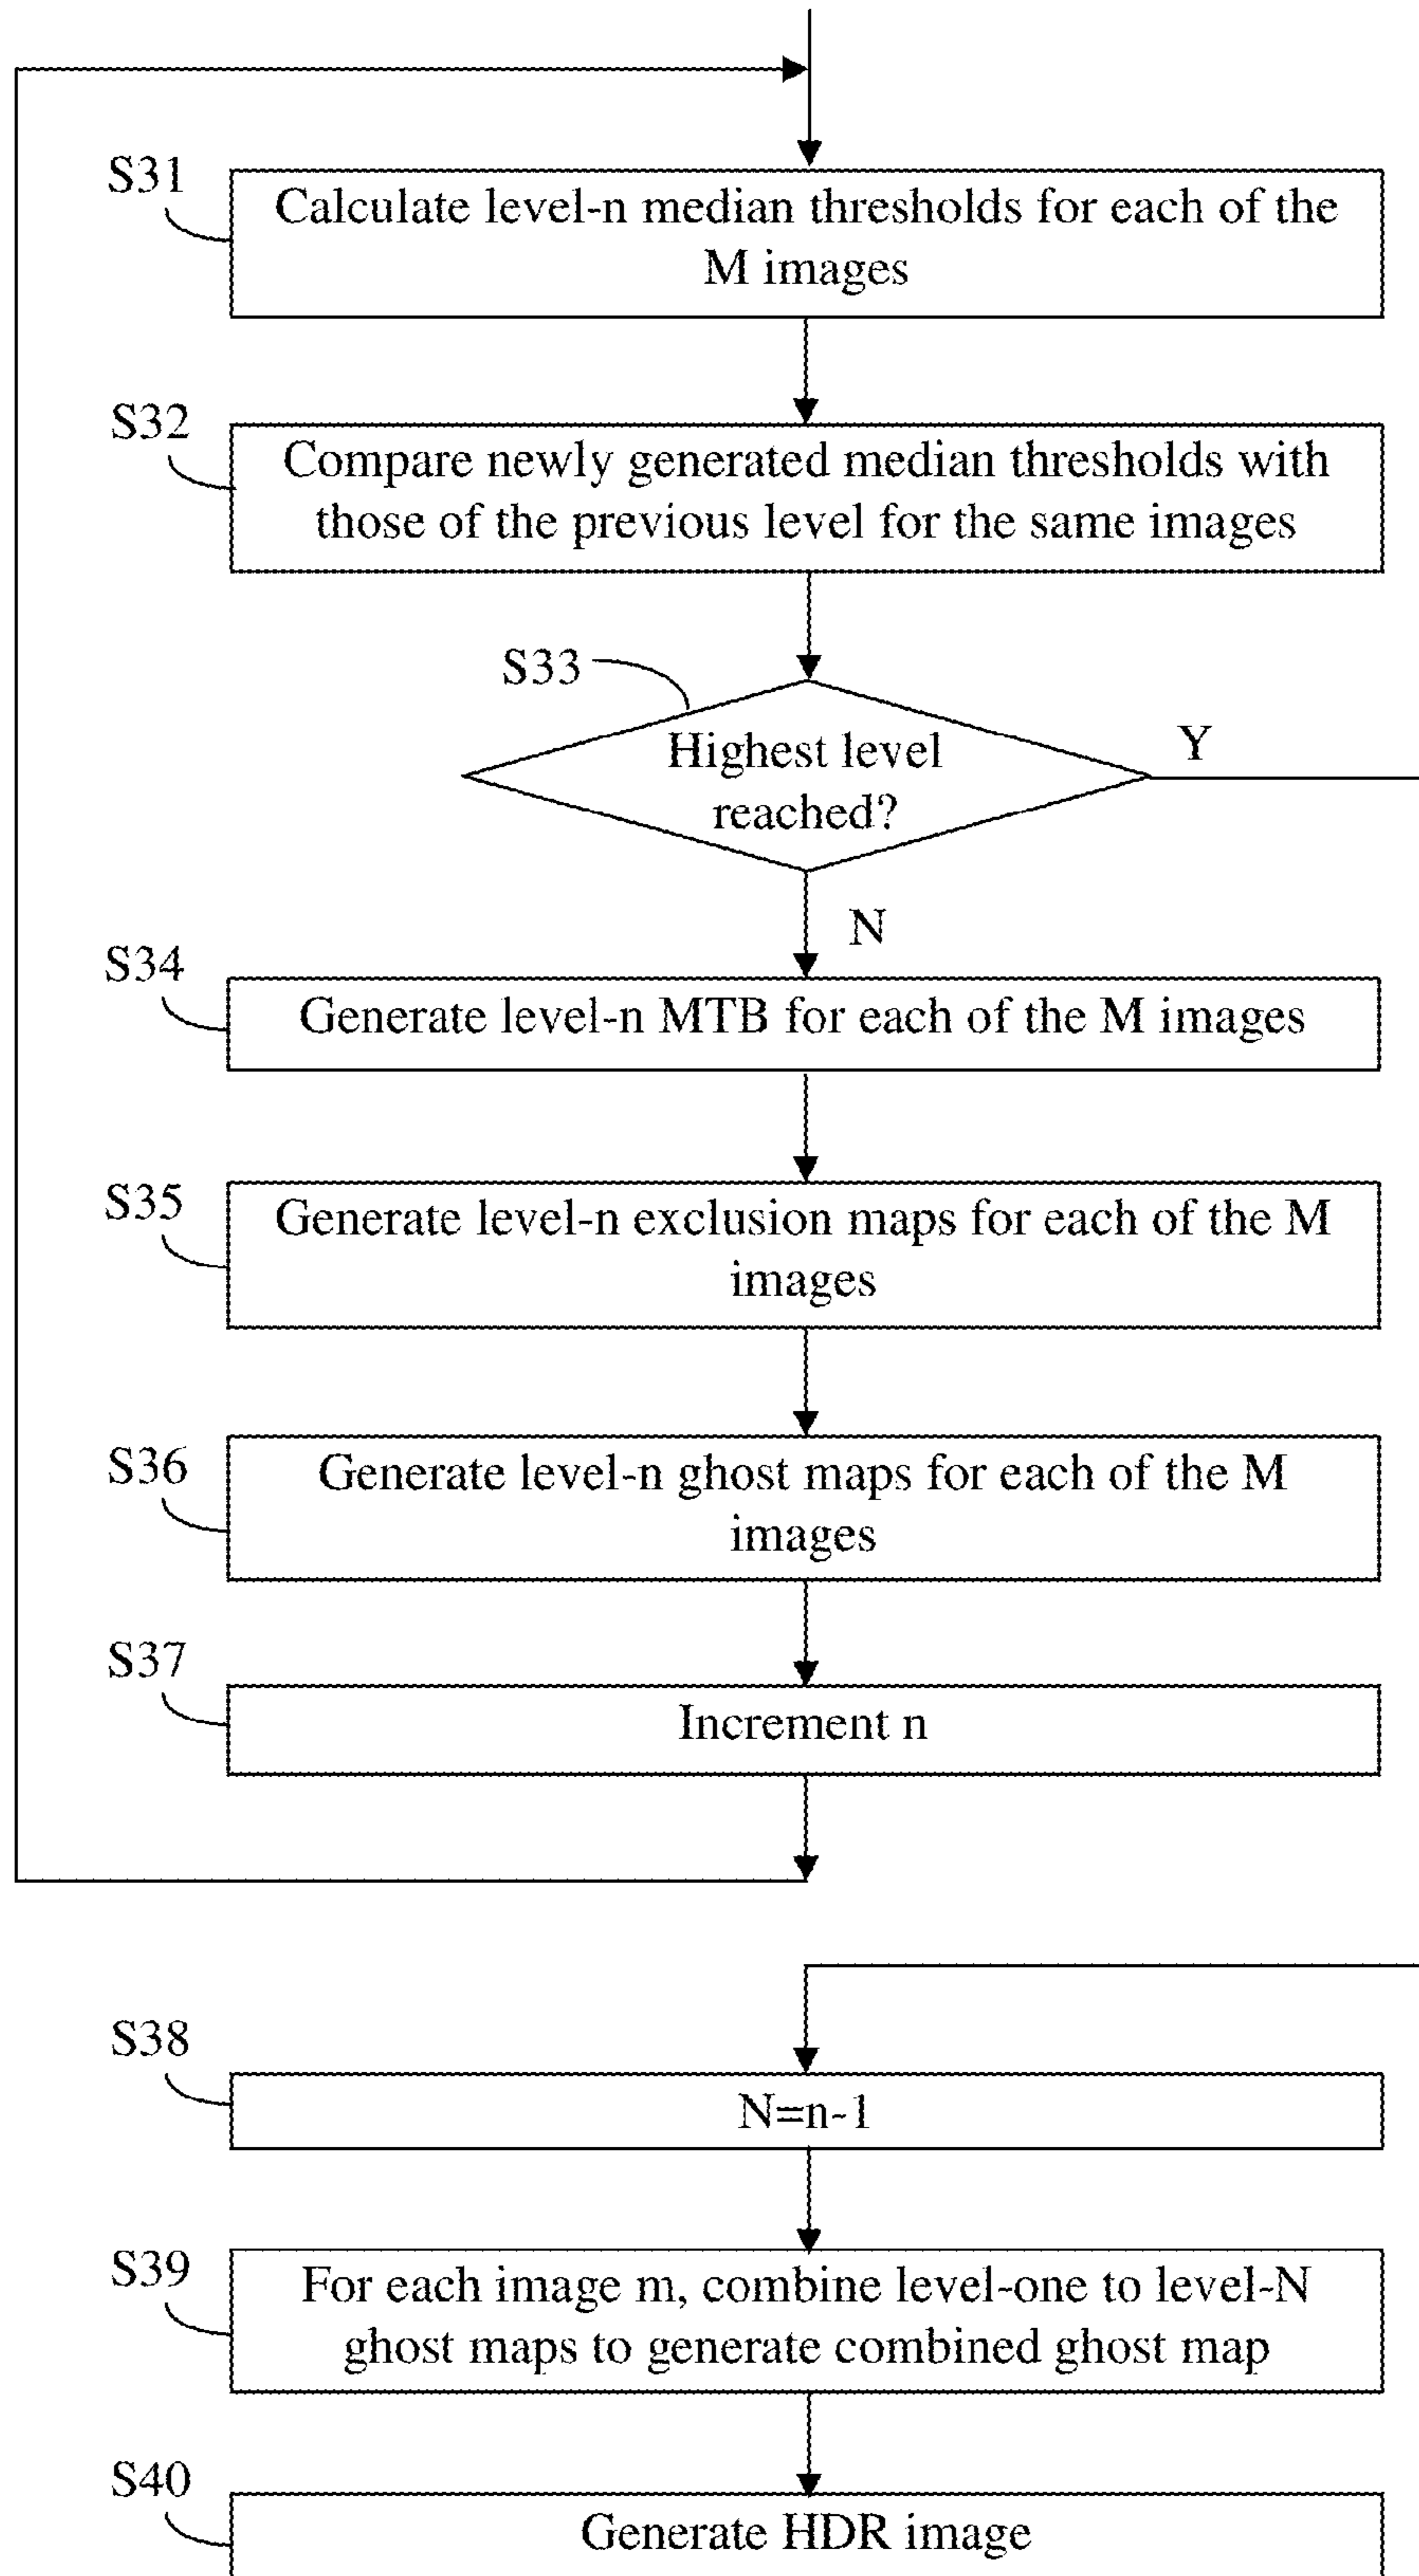 S31
Calculate level-n median thresholds for each of the
M images
S32
Compare newly generated median thresholds with
those of the previous level for the same images
S33
Highest level
reached?
Y
N
S34
Generate level-n MTB for each of the M images
S35
Generate level-n exclusion maps for each of the M
images
S36
Generate level-n ghost maps for each of the M
images
S37
Increment n
S38
N=n-1
S39
For each image m, combine level-one to level-N
ghost maps to generate combined ghost map
S40
Generate HDR image